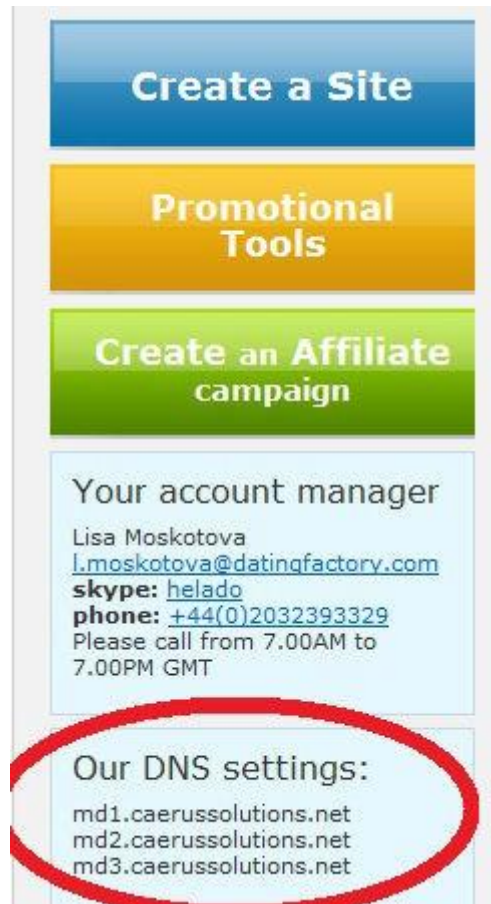 Create a Site
Promotional
Tools
Create an Affiliate
campaign
Your account manager
Lisa Moskotova
l.moskotova@datingfactory.com
skype: helado
phone: +44(0)2032393329
Please call from 7.00AM to
7.00PM GMT
Our DNS settings:
md1.caerussolutions.net
md2.caerussolutions.net
md3.caerussolutions.net